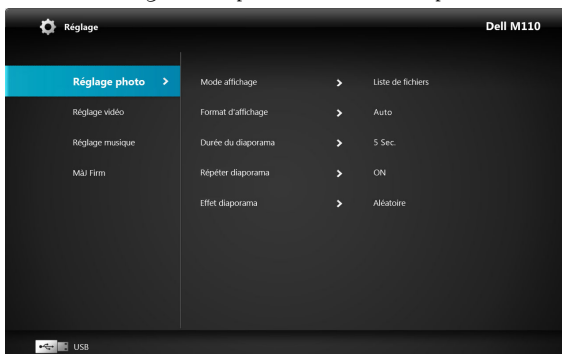 Réglage
Dell M110
Réglage photo
Mode affichage
Liste de fichiers
Réglage vidéo
Format d'affichage
Auto
Réglage musique
Durée du diaporama
5 Sec.
MàJ Firm
Répéter diaporama
ON
Effet diaporama
Aléatoire
USB